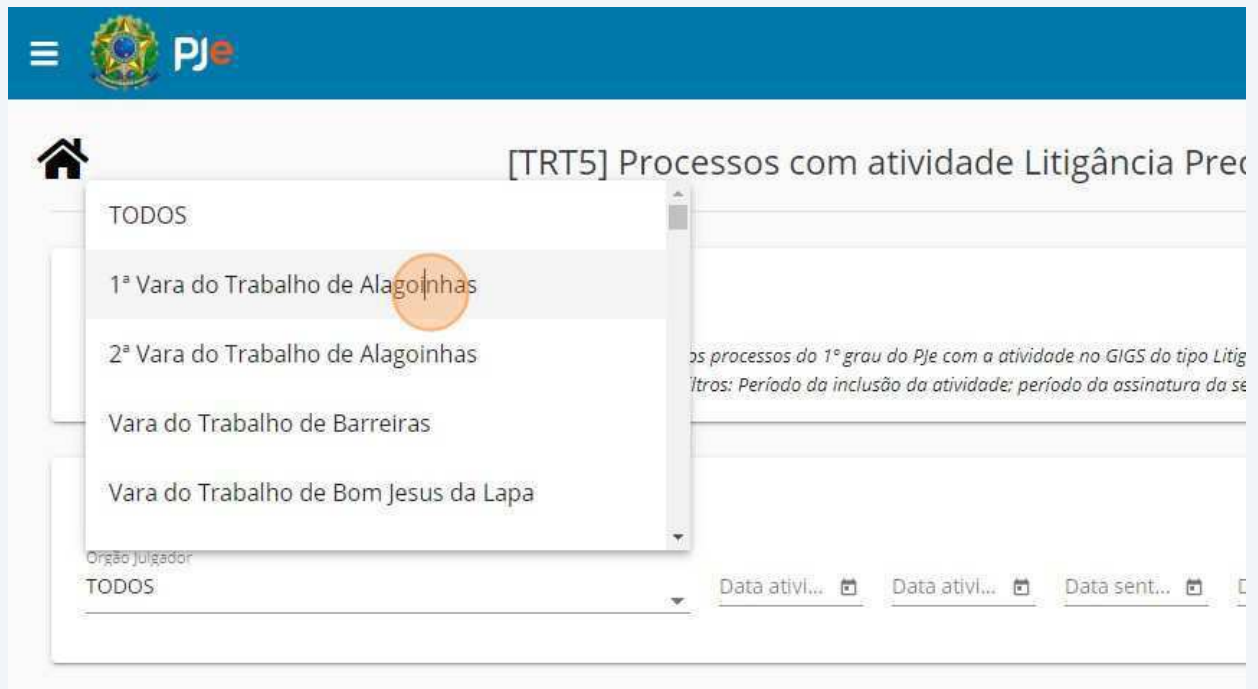 PJe
[TRT5] Processos com atividade Litigância Prec
TODOS
1ª Vara do Trabalho de Alagoinhas
2ª Vara do Trabalho de Alagoinhas
os processos do 1º grau do PJe com a atividade no GIGS do tipo Litig
iltros: Período da inclusão da atividade; período da assinatura da se
Vara do Trabalho de Barreiras
Vara do Trabalho de Bom Jesus da Lapa
Órgão Julgador
TODOS
Data ativi... Data ativi... Data sent...